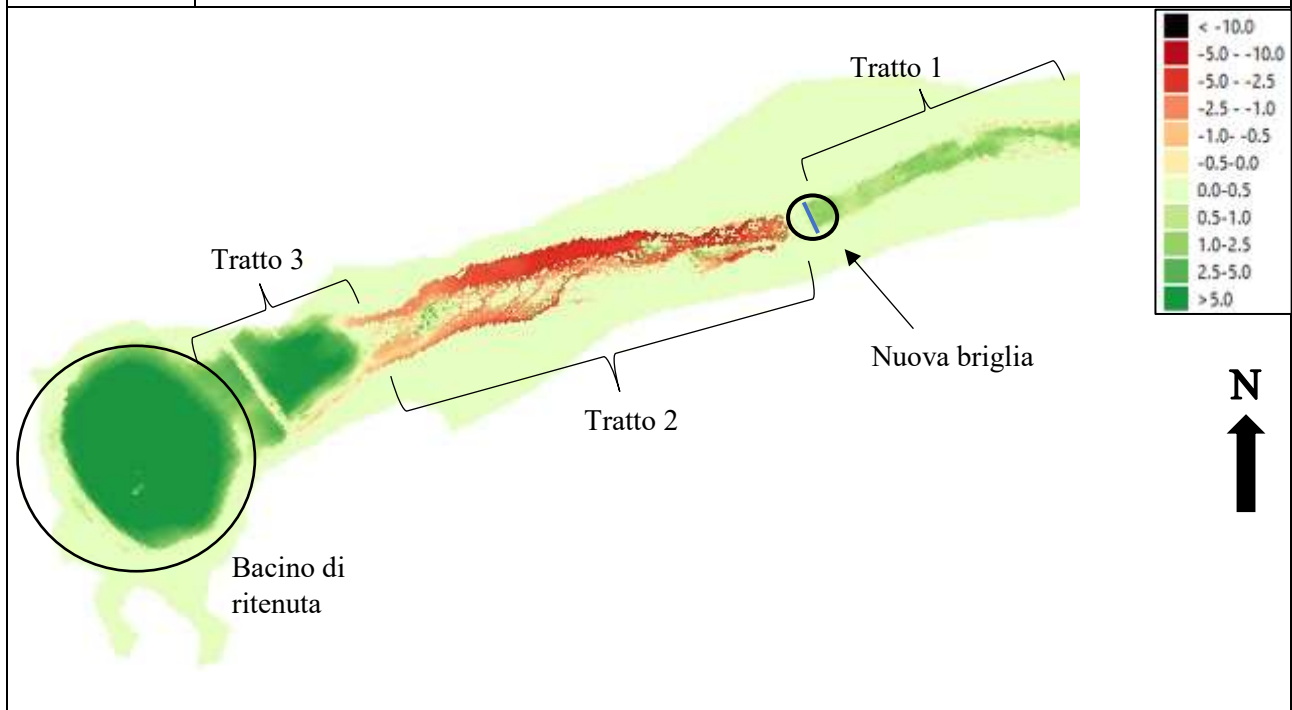 Tratto 1
Tratto 3
Nuova briglia
Tratto 2
Bacino di
ritenuta
< -10.0
-5.0 - -10.0
-5.0 - -2.5
-2.5 - -1.0
-1.0- -0.5
-0.5-0.0
0.0-0.5
0.5-1.0
1.0-2.5
2.5-5.0
>5.0
N